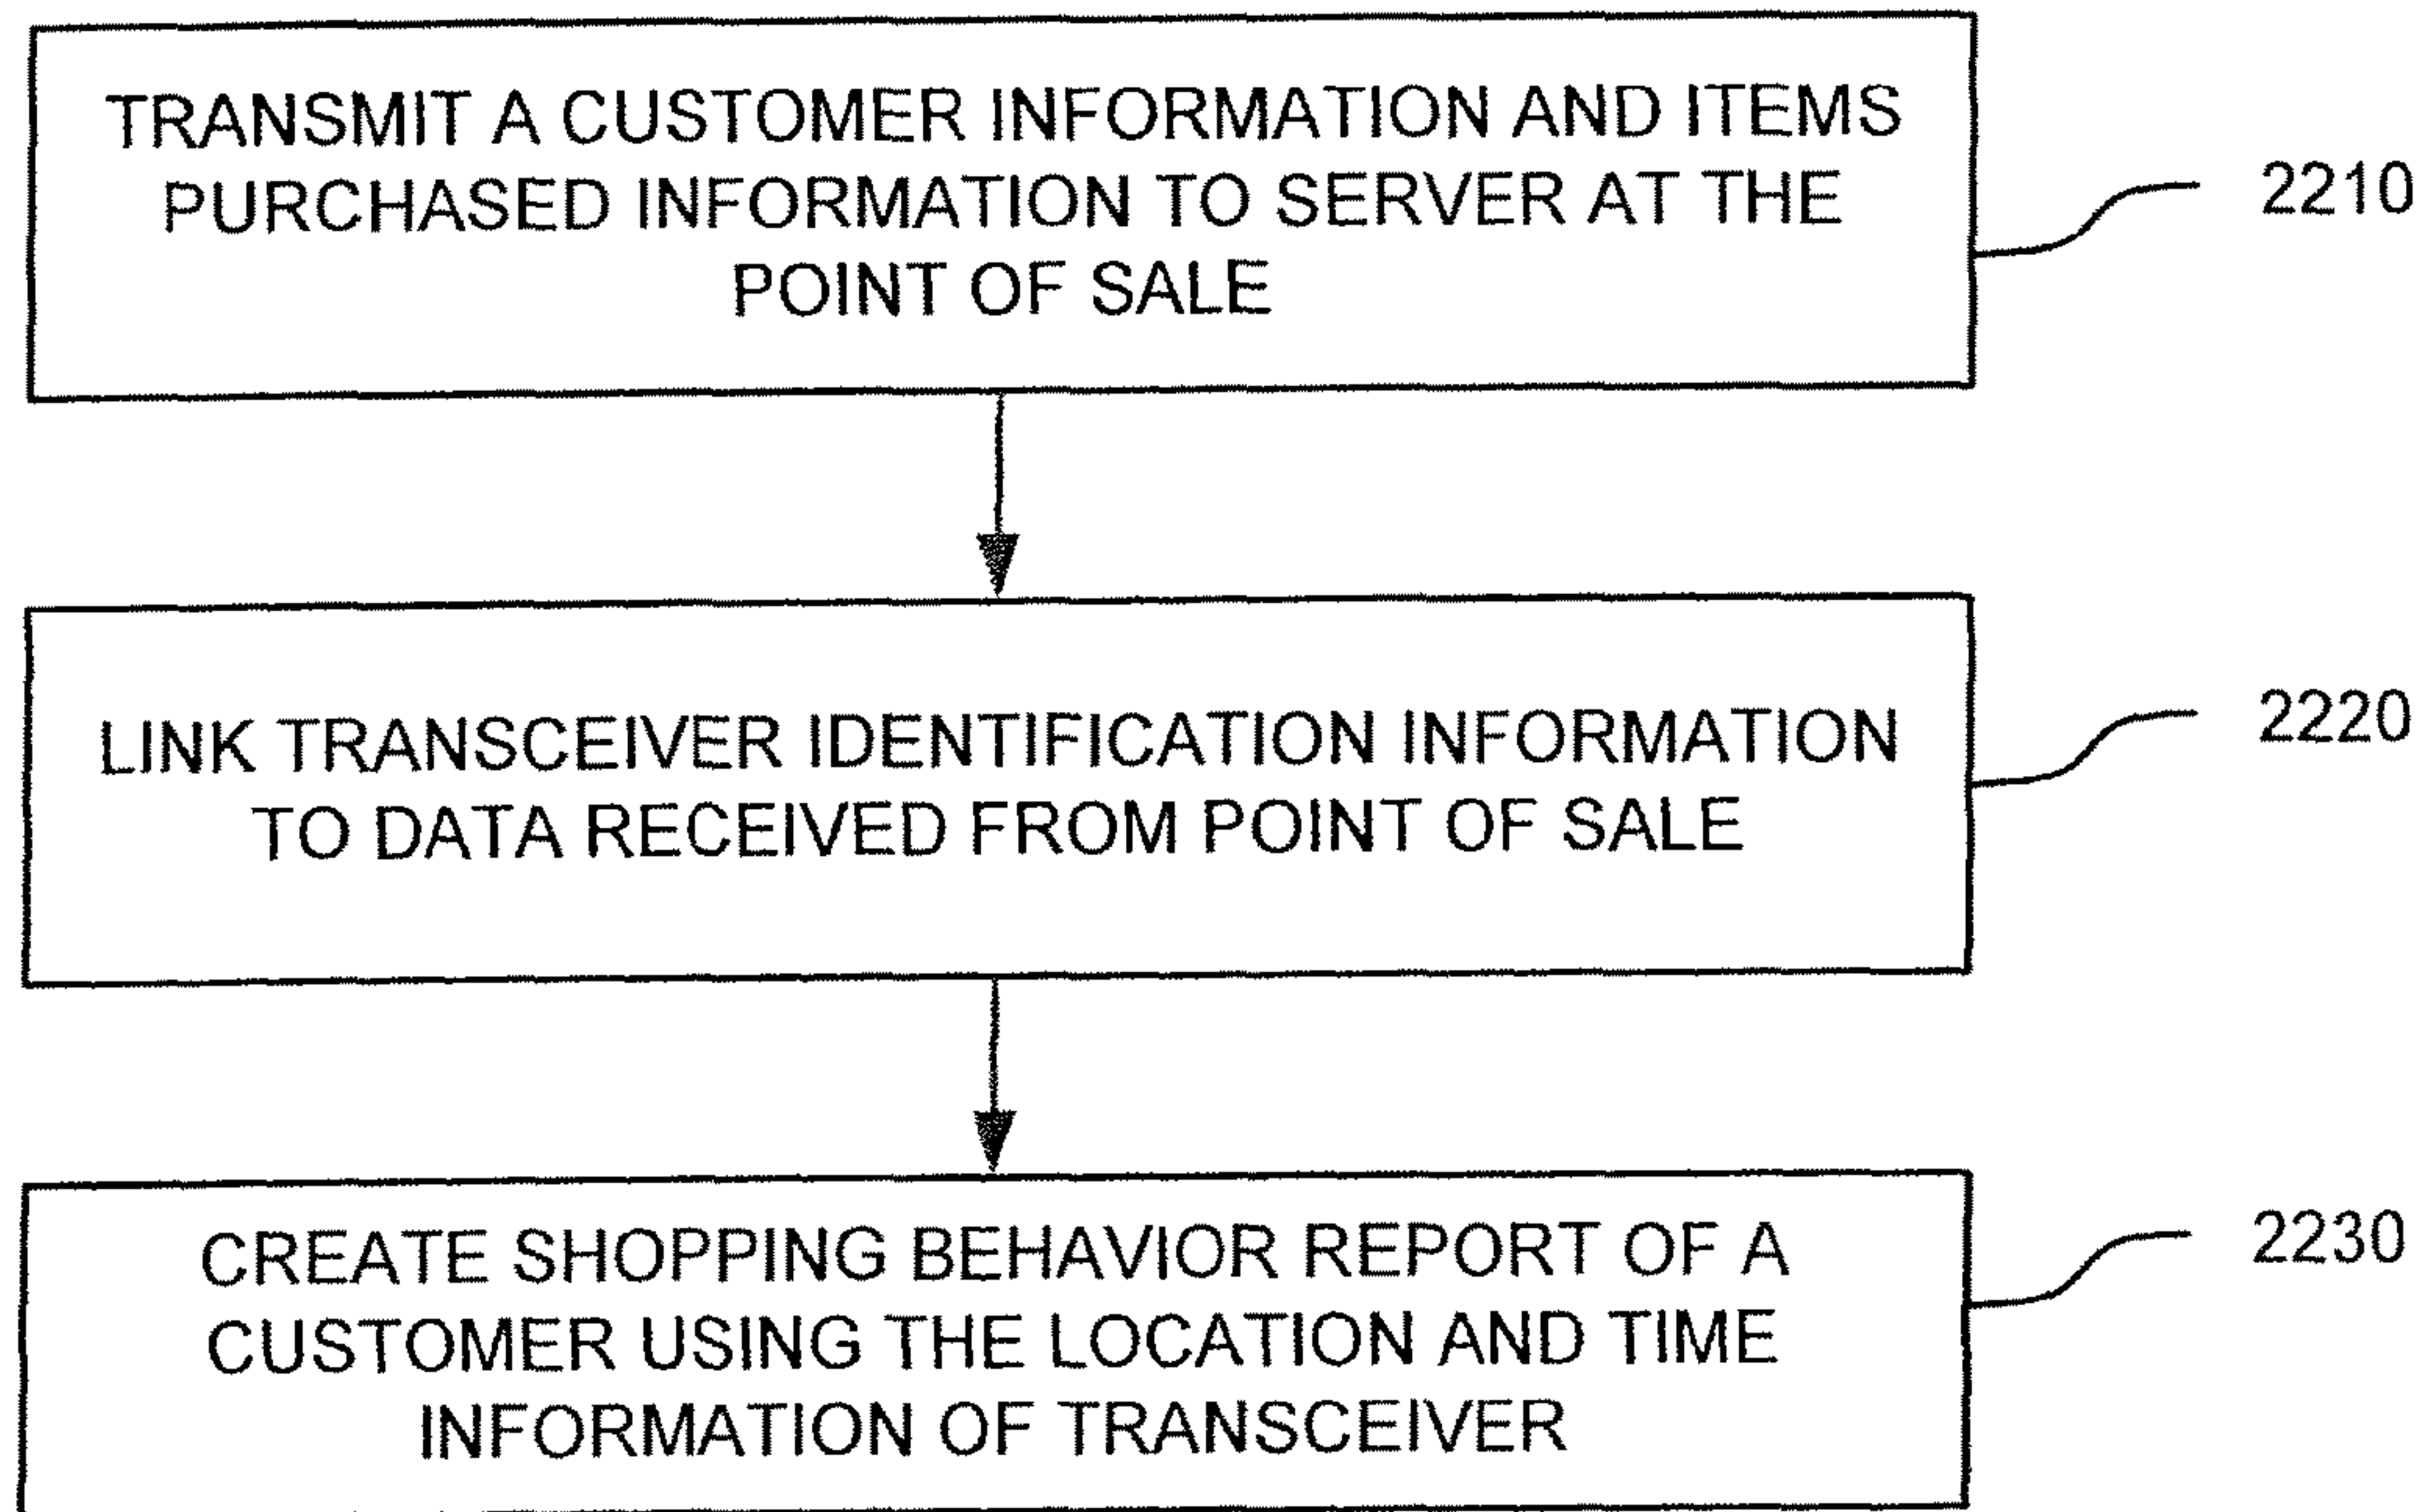 TRANSMIT A CUSTOMER INFORMATION AND ITEMS
PURCHASED INFORMATION TO SERVER AT THE
POINT OF SALE
2210
LINK TRANSCEIVER IDENTIFICATION INFORMATION
TO DATA RECEIVED FROM POINT OF SALE
2220
CREATE SHOPPING BEHAVIOR REPORT OF A
CUSTOMER USING THE LOCATION AND TIME
INFORMATION OF TRANSCEIVER
2230